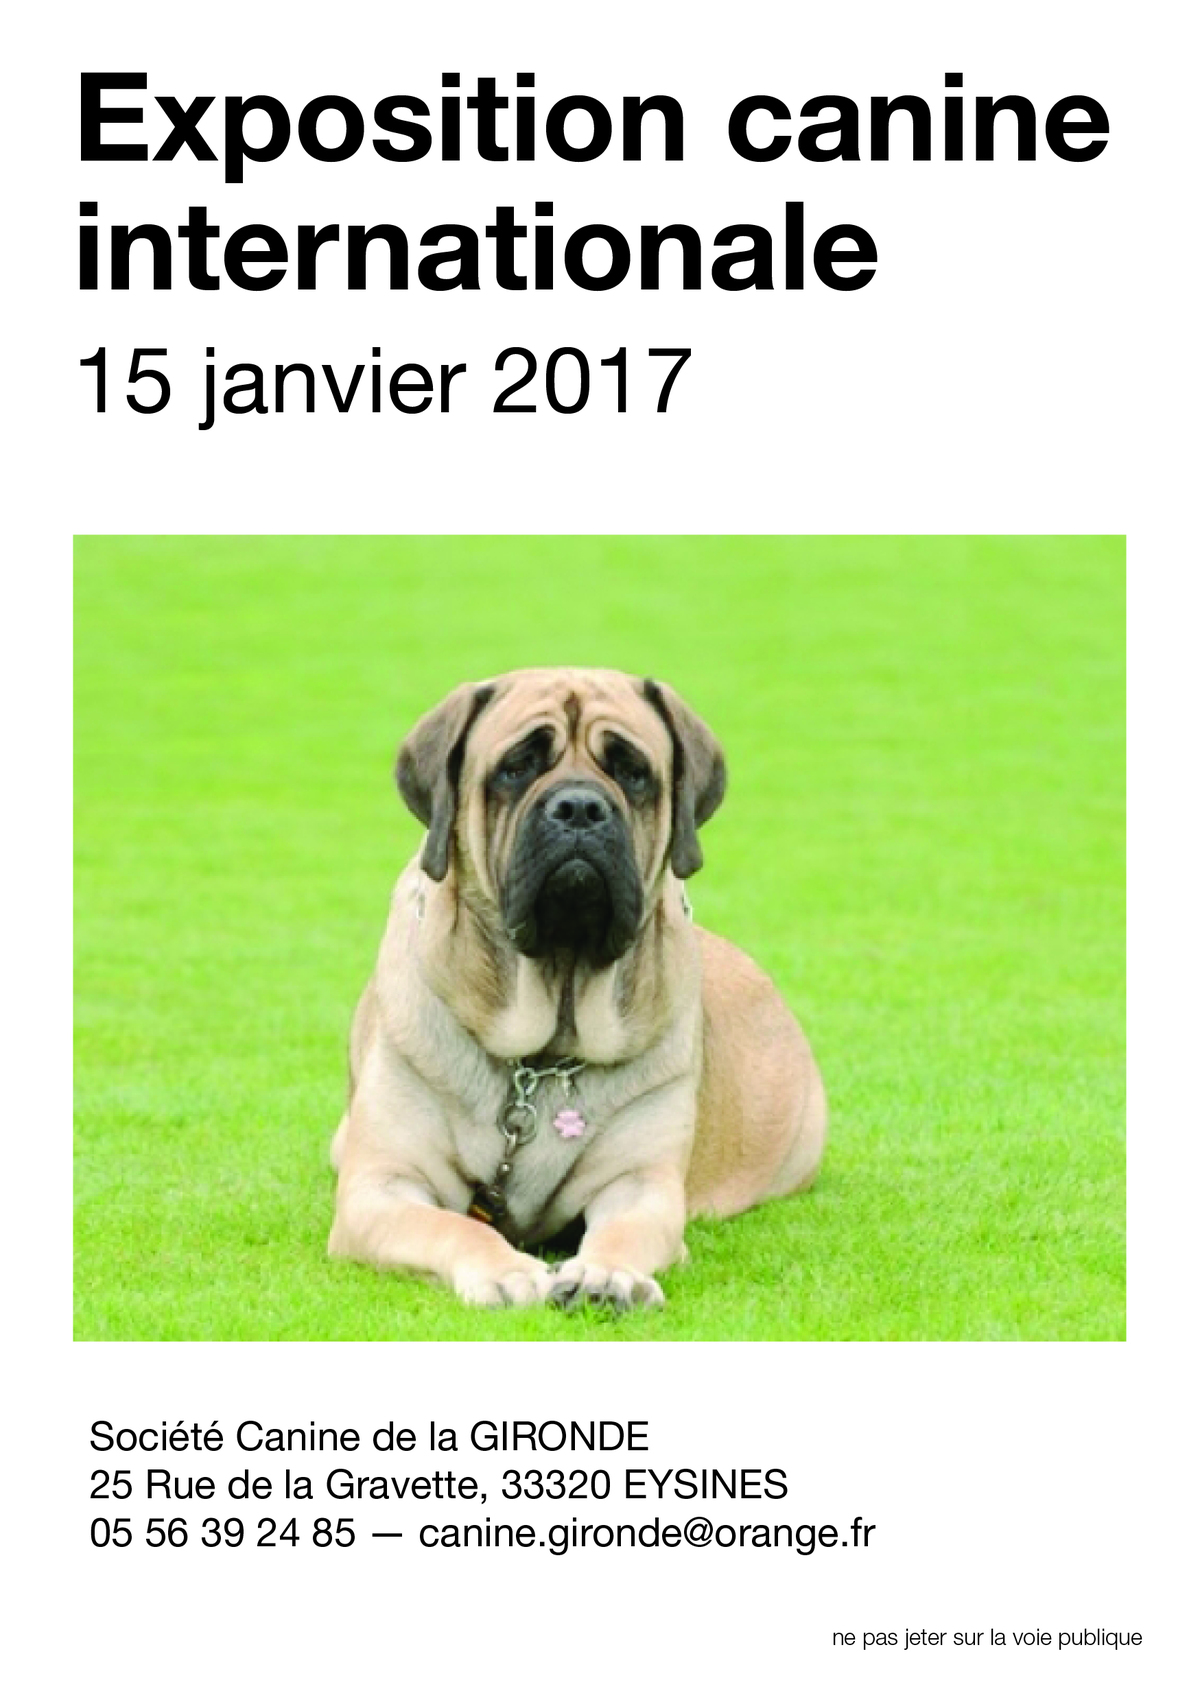 Exposition canine
internationale
15 janvier 2017
Société Canine de la GIRONDE
25 Rue de la Gravette, 33320 EYSINES
05 56 39 24 85 — canine.gironde@orange.fr
ne pas jeter sur la voie publique